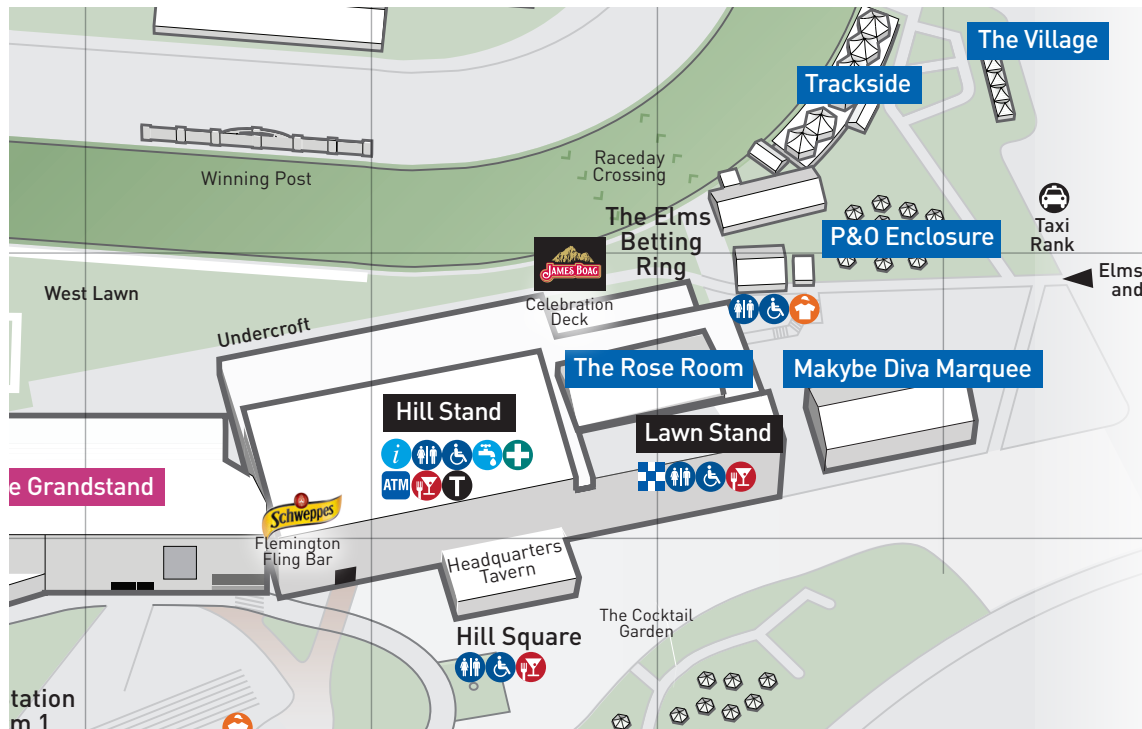 The Village
Trackside
Raceday
Crossing
Winning Post
The Elms
Betting
Ring
P&O Enclosure
Taxi
Rank
Elms
and
JAMES BOAG
Celebration
Deck
West Lawn
Undercroft
The Rose Room
Makybe Diva Marquee
Hill Stand
Lawn Stand
i
ATM
T
e Grandstand
Schweppes
Flemington
Fling Bar
Headquarters
Tavern
The Cocktail
Garden
Hill Square
tation
m 1